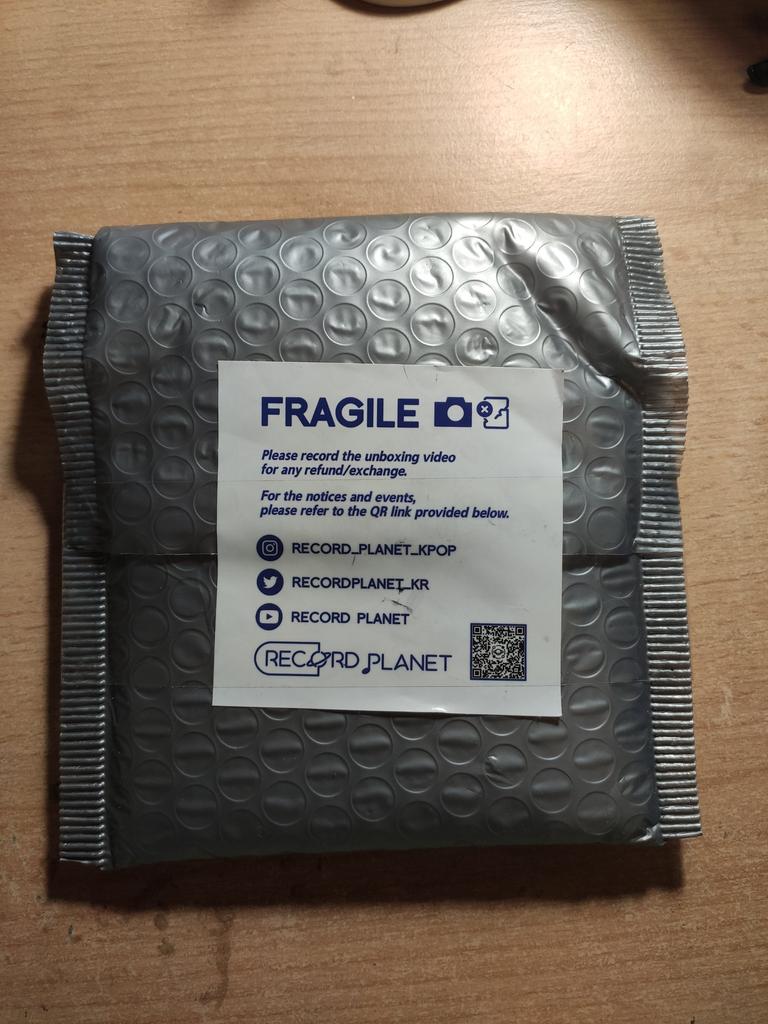 FRAGILE
Please record the unboxing video
for any refund/exchange.
For the notices and events,
please refer to the QR link provided below.
RECORD_PLANET_KPOP
RECORDPLANET_KR
RECORD PLANET
RECORD PLANET